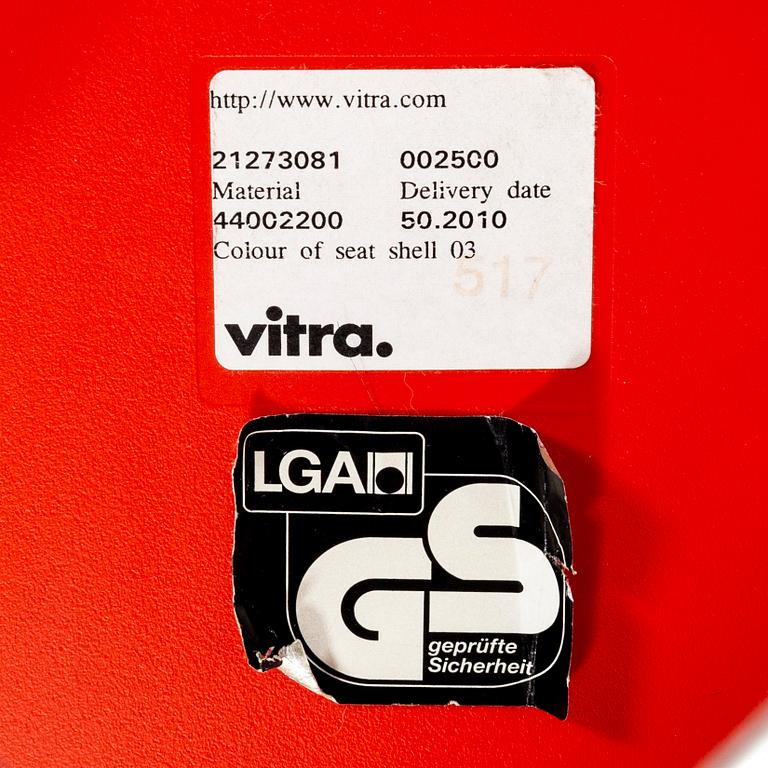 http://www.vitra.com
21273081 002500
Material Delivery date
44002200 50.2010
Colour of seat shell 03
517
vitra.
LGA
GS
geprüfte
Sicherheit